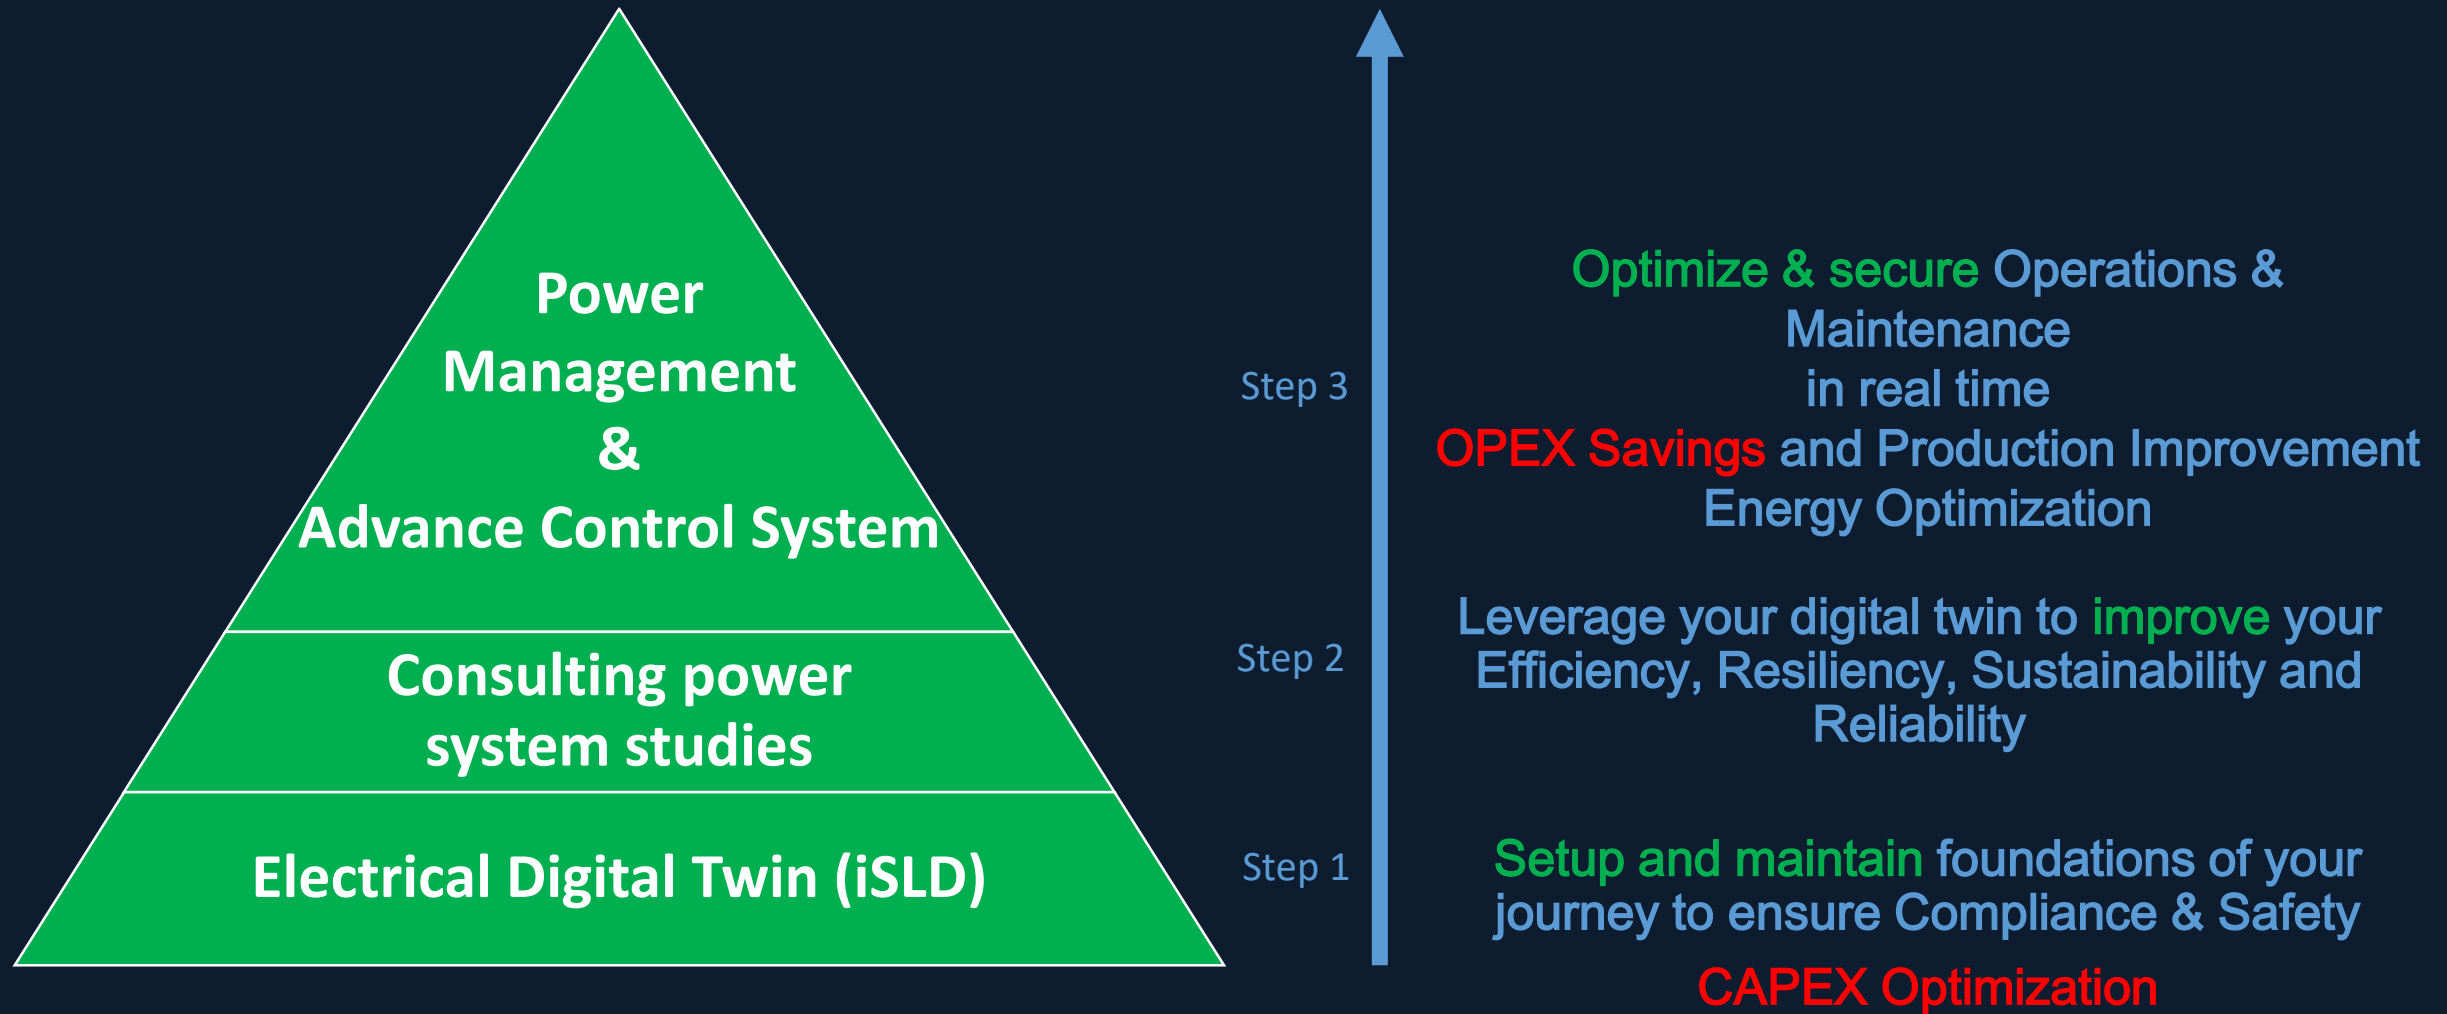 Power
Management
&
Advance Control System
Consulting power
system studies
Electrical Digital Twin (iSLD)
Step 3
Step 2
Step 1
Optimize & secure Operations &
Maintenance
in real time
OPEX Savings and Production Improvement
Energy Optimization
Leverage your digital twin to improve your
Efficiency, Resiliency, Sustainability and
Reliability
Setup and maintain foundations of your
journey to ensure Compliance & Safety
CAPEX Optimization